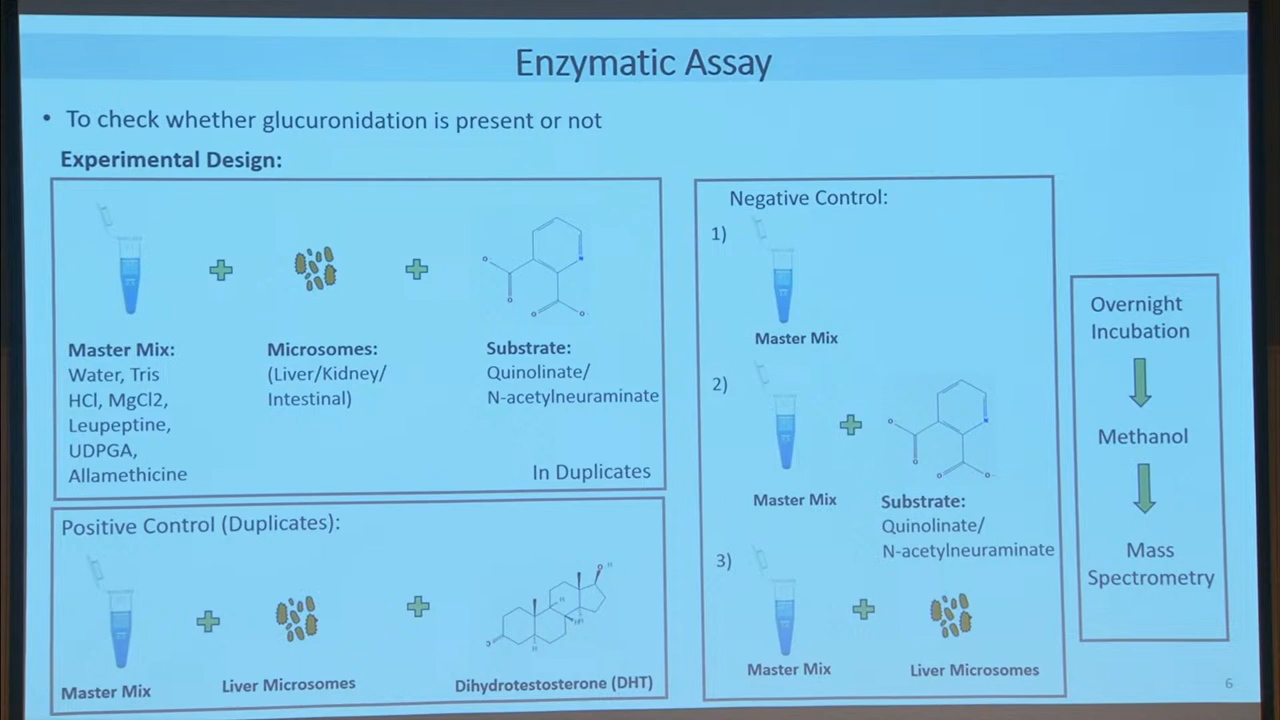 Enzymatic Assay
• To check whether glucuronidation is present or not
Experimental Design:
Master Mix:
Water, Tris
HCl, MgCl2,
Leupeptine,
UDPGA,
Allamethicine
Microsomes:
(Liver/Kidney/
Intestinal)
Substrate:
Quinolinate/
N-acetylneuraminate
In Duplicates
Positive Control (Duplicates):
Master Mix
Liver Microsomes
Dihydrotestosterone (DHT)
Negative Control:
1)
Master Mix
2)
Master Mix
Substrate:
Quinolinate/
N-acetylneuraminate
3)
Master Mix
Liver Microsomes
Overnight
Incubation
Methanol
Mass
Spectrometry
6